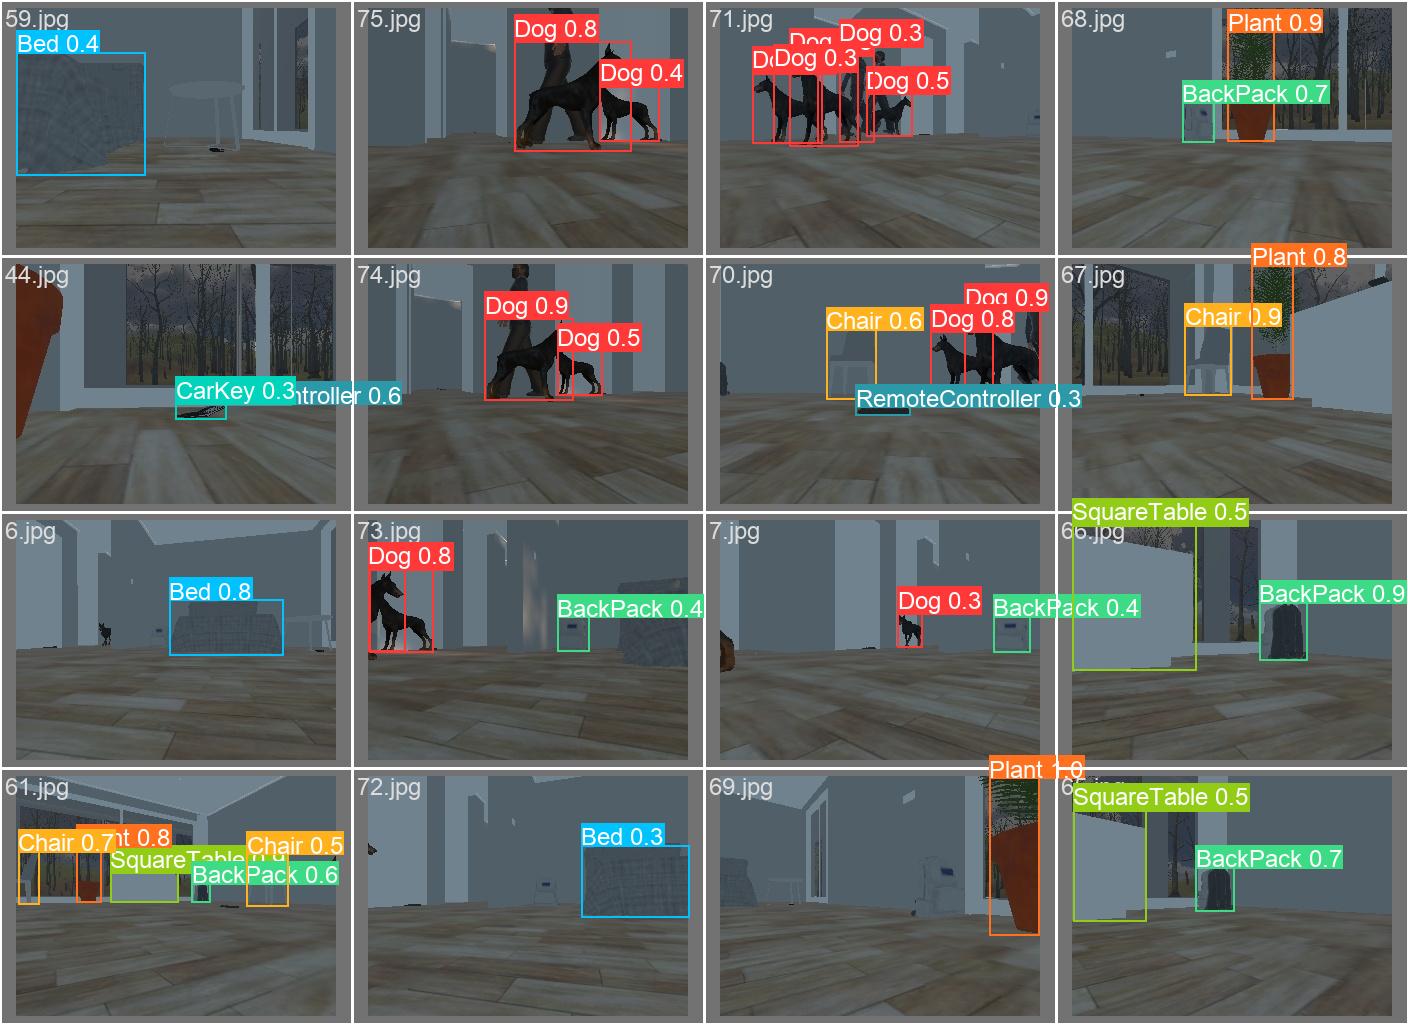 59.jpg
Bed 0.4
75.jpg
Dog 0.8
Dog 0.4
71.jpg
Dog 0.3
Dog 0.3
Dog 0.5
68.jpg
Plant 0.9
BackPack 0.7
44.jpg
CarKey 0.3
ntroller 0.6
74.jpg
Dog 0.9
Dog 0.5
70.jpg
Chair 0.6
Dog 0.9
Dog 0.8
RemoteController 0.3
67.jpg
Plant 0.8
Chair 0.9
6.jpg
Bed 0.8
73.jpg
Dog 0.8
BackPack 0.4
7.jpg
Dog 0.3
BackPack 0.4
66.jpg
SquareTable 0.5
BackPack 0.9
61.jpg
Chair 0.7
nt 0.8
SquareTable 0.9
Chair 0.5
BackPack 0.6
72.jpg
Bed 0.3
69.jpg
Plant 1.0
SquareTable 0.5
BackPack 0.7